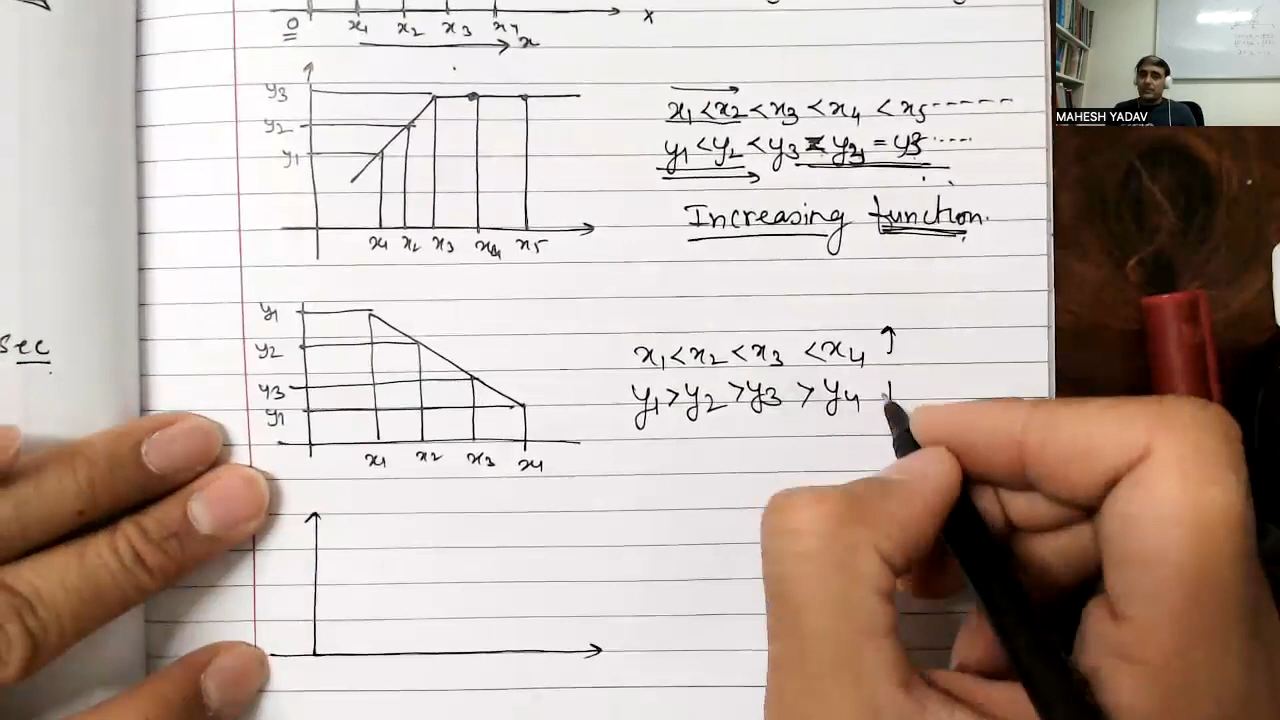 0 x1 x2 x3 x4 x
x
y3
y2
y1
x1 x2 x3 x4 x5
x1 < x2 < x3 < x4 < x5-----
y1 < y2 < y3 y4 = y3----
Increasing function.
sec
y1
y2
y3
y4
x1 x2 x3 x4
x1 < x2 < x3 < x4 ↑
y1 > y2 > y3 > y4
MAHESH YADAV